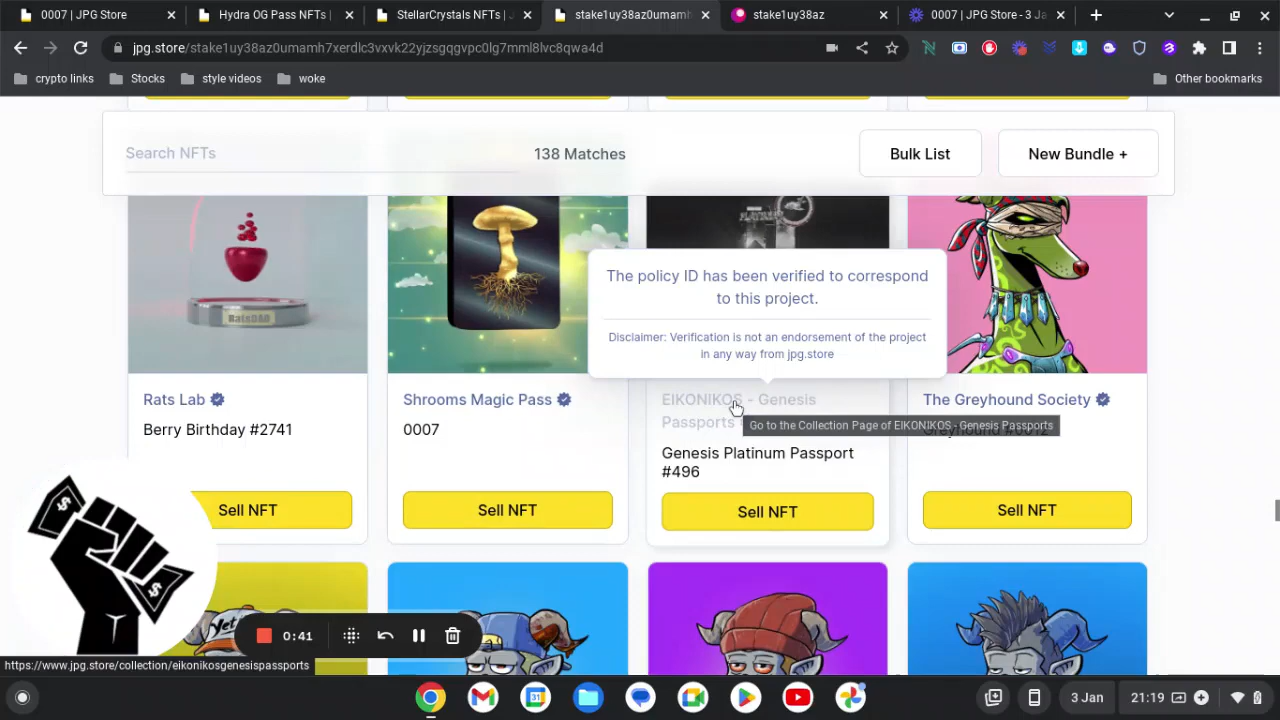 0007 | JPG Store
Hydra OG Pass NFTs |
StellarCrystals NFTs | J
stake1uy38az0umamh
stake1uy38az
0007 | JPG Store - 3 Ja
jpg.store/stake1uy38az0umamh7xerdlc3vxvk22yjzsgqgvpc0lg7mml8lvc8qwa4d
crypto links
Stocks
style videos
woke
Other bookmarks
Search NFTs
138 Matches
Bulk List
New Bundle +
PLATINUM
RatsDAO
The policy ID has been verified to correspond
to this project.
Disclaimer: Verification is not an endorsement of the project
in any way from jpg.store
Rats Lab
Berry Birthday #2741
Sell NFT
Shrooms Magic Pass
0007
Sell NFT
EIKONIKOS - Genesis
Passports
Go to the Collection Page of EIKONIKOS - Genesis Passports
Genesis Platinum Passport
#496
Sell NFT
The Greyhound Society
Sell NFT
$
$
Yet
0:41
https://www.jpg.store/collection/eikonikosgenesispassports
31
3 Jan
21:19